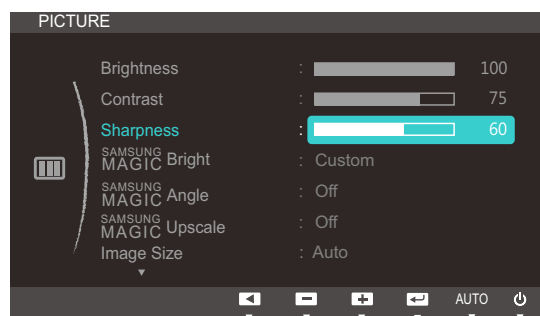 PICTURE
Brightness : 100
Contrast : 75
Sharpness : 60
SAMSUNG MAGIC Bright : Custom
SAMSUNG MAGIC Angle : Off
SAMSUNG MAGIC Upscale : Off
Image Size : Auto
AUTO